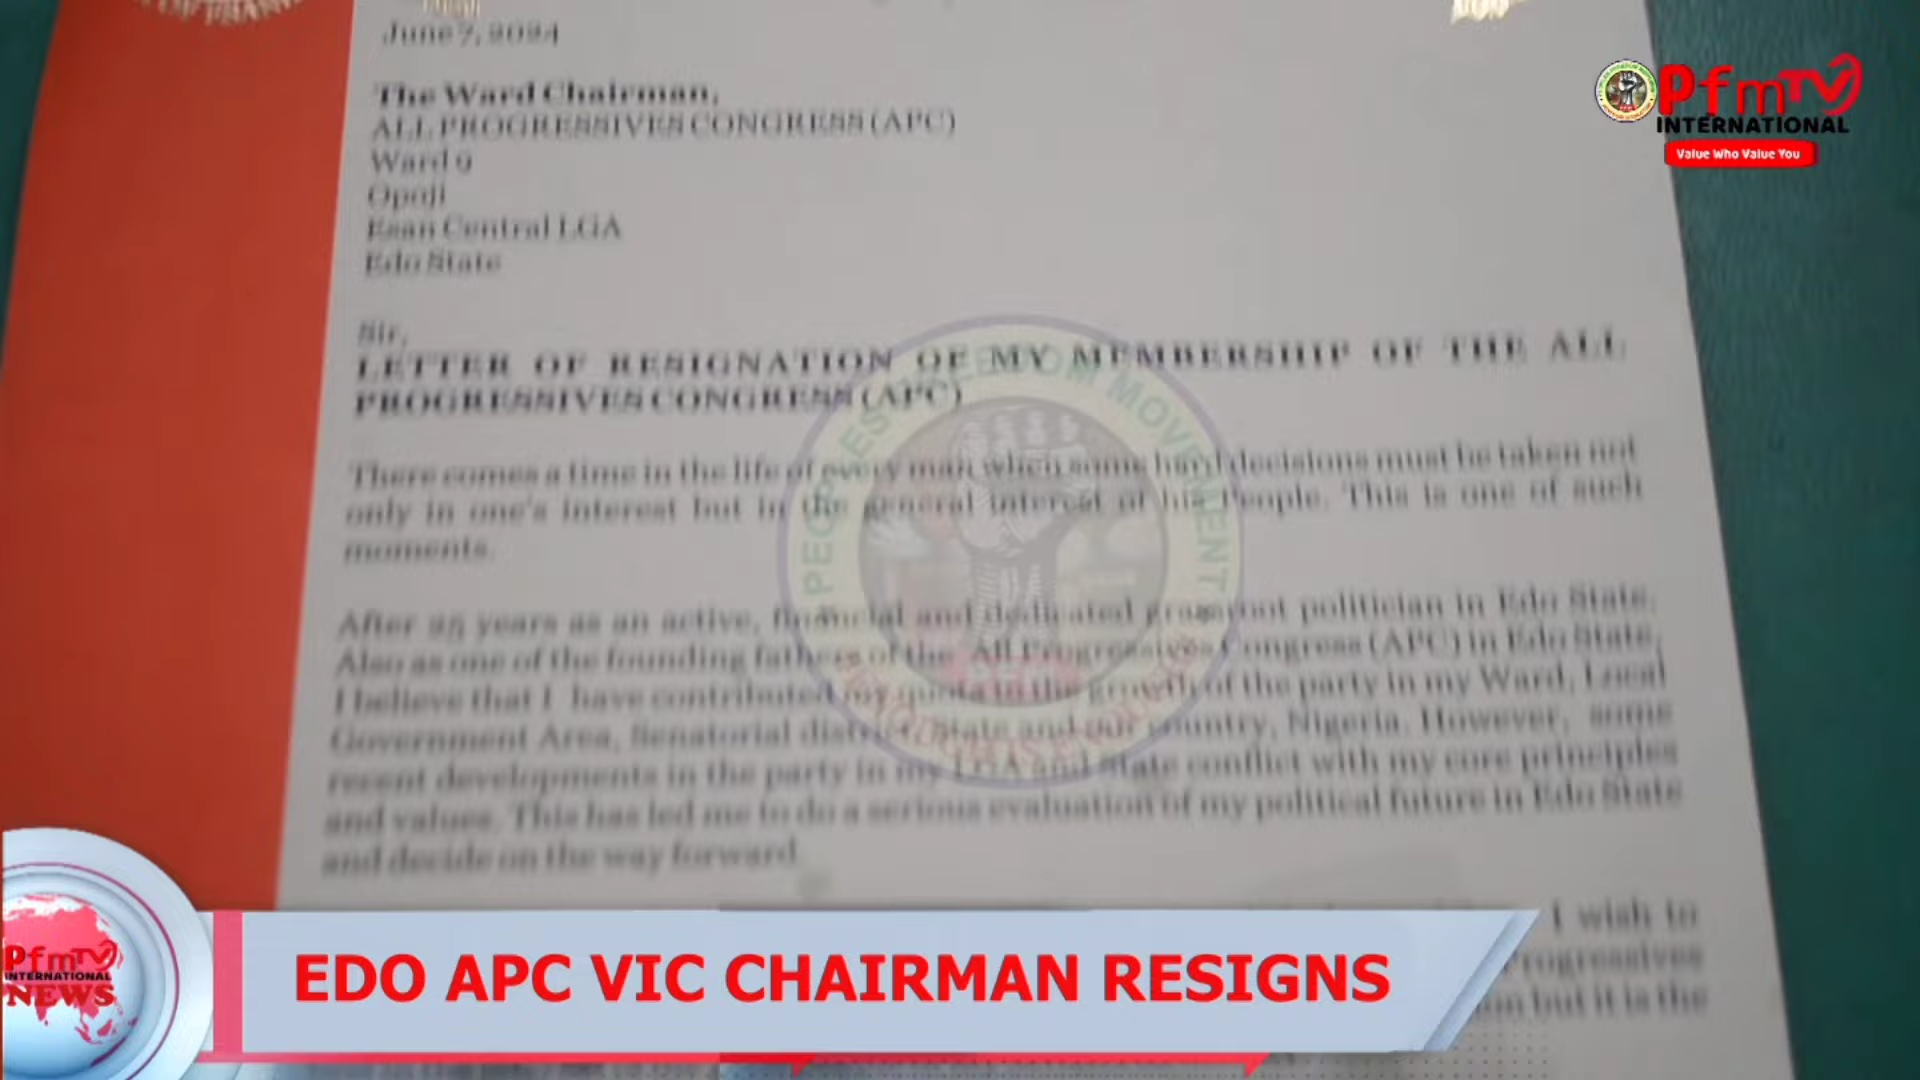 June 7, 2024
The Ward Chairman,
ALL PROGRESSIVES CONGRESS (APC)
Ward 9
Opoji
Esan Central LGA
Edo State
Sir,
LETTER OF RESIGNATION OF MY MEMBERSHIP OF THE ALL
PROGRESSIVES CONGRESS (APC)
There comes a time in the life of every man when some hard decisions must be taken not
only in one's interest but in the general interest of his People. This is one of such
moments.
After 25 years as an active, financial and dedicated grassroot politician in Edo State.
Also as one of the founding fathers of the All Progressives Congress (APC) in Edo State,
I believe that I have contributed my quota to the growth of the party in my Ward, Local
Government Area, Senatorial district, State and our country, Nigeria. However, some
recent developments in the party in my LGA and State conflict with my core principles
and values. This has led me to do a serious evaluation of my political future in Edo State
and decide on the way forward.
I wish to
Progressives
but it is the
PfmTV
INTERNATIONAL
Value Who Value You
PEOPLES FREEDOM MOVEMENT
PfmTV
INTERNATIONAL
NEWS
EDO APC VIC CHAIRMAN RESIGNS